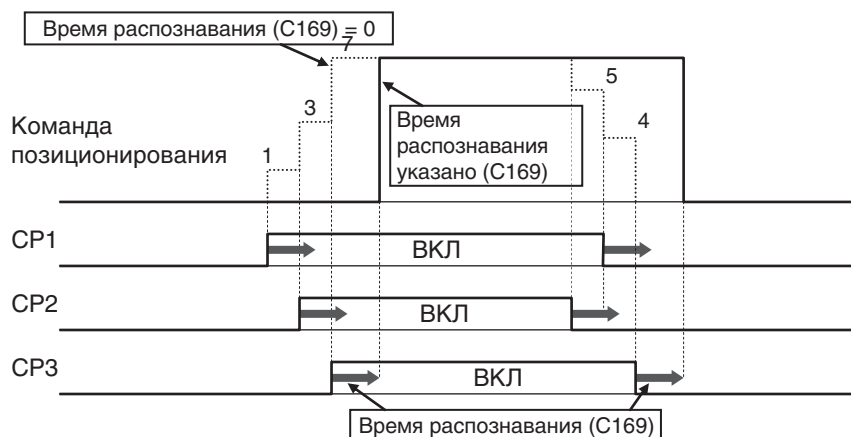 Время распознавания (C169) = 0
7
5
3
4
Команда
позиционирования
1
Время
распознавания
указано (C169)
CP1
ВКЛ
CP2
ВКЛ
CP3
ВКЛ
Время распознавания (C169)